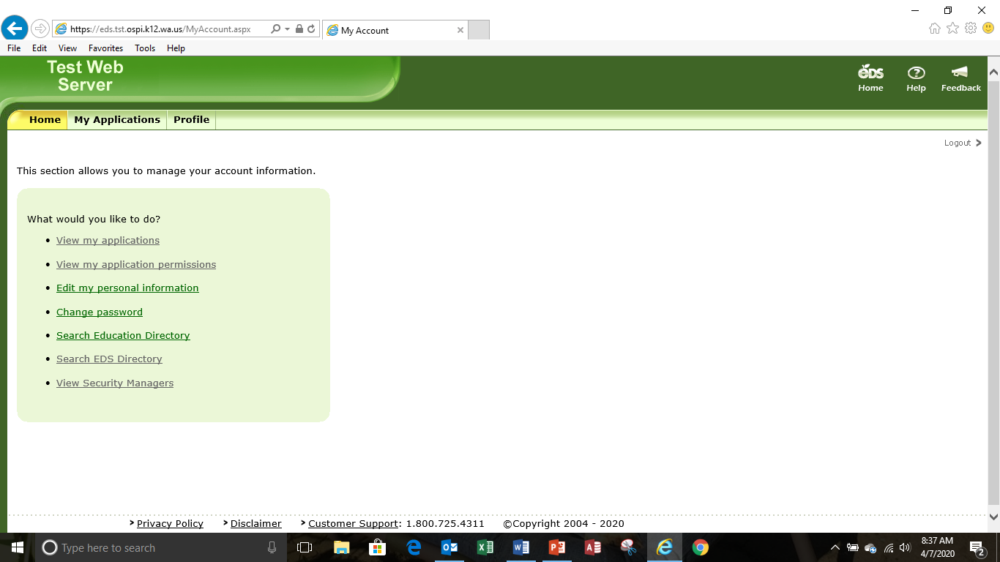 https://eds.tst.ospi.k12.wa.us/MyAccount.aspx
My Account
File Edit View Favorites Tools Help
Test Web
Server
eDS
Home Help Feedback
Home My Applications Profile
Logout
This section allows you to manage your account information.
What would you like to do?
• View my applications
• View my application permissions
• Edit my personal information
• Change password
• Search Education Directory
• Search EDS Directory
• View Security Managers
Privacy Policy Disclaimer Customer Support: 1.800.725.4311 ©Copyright 2004 - 2020
Type here to search
8:37 AM
4/7/2020
2